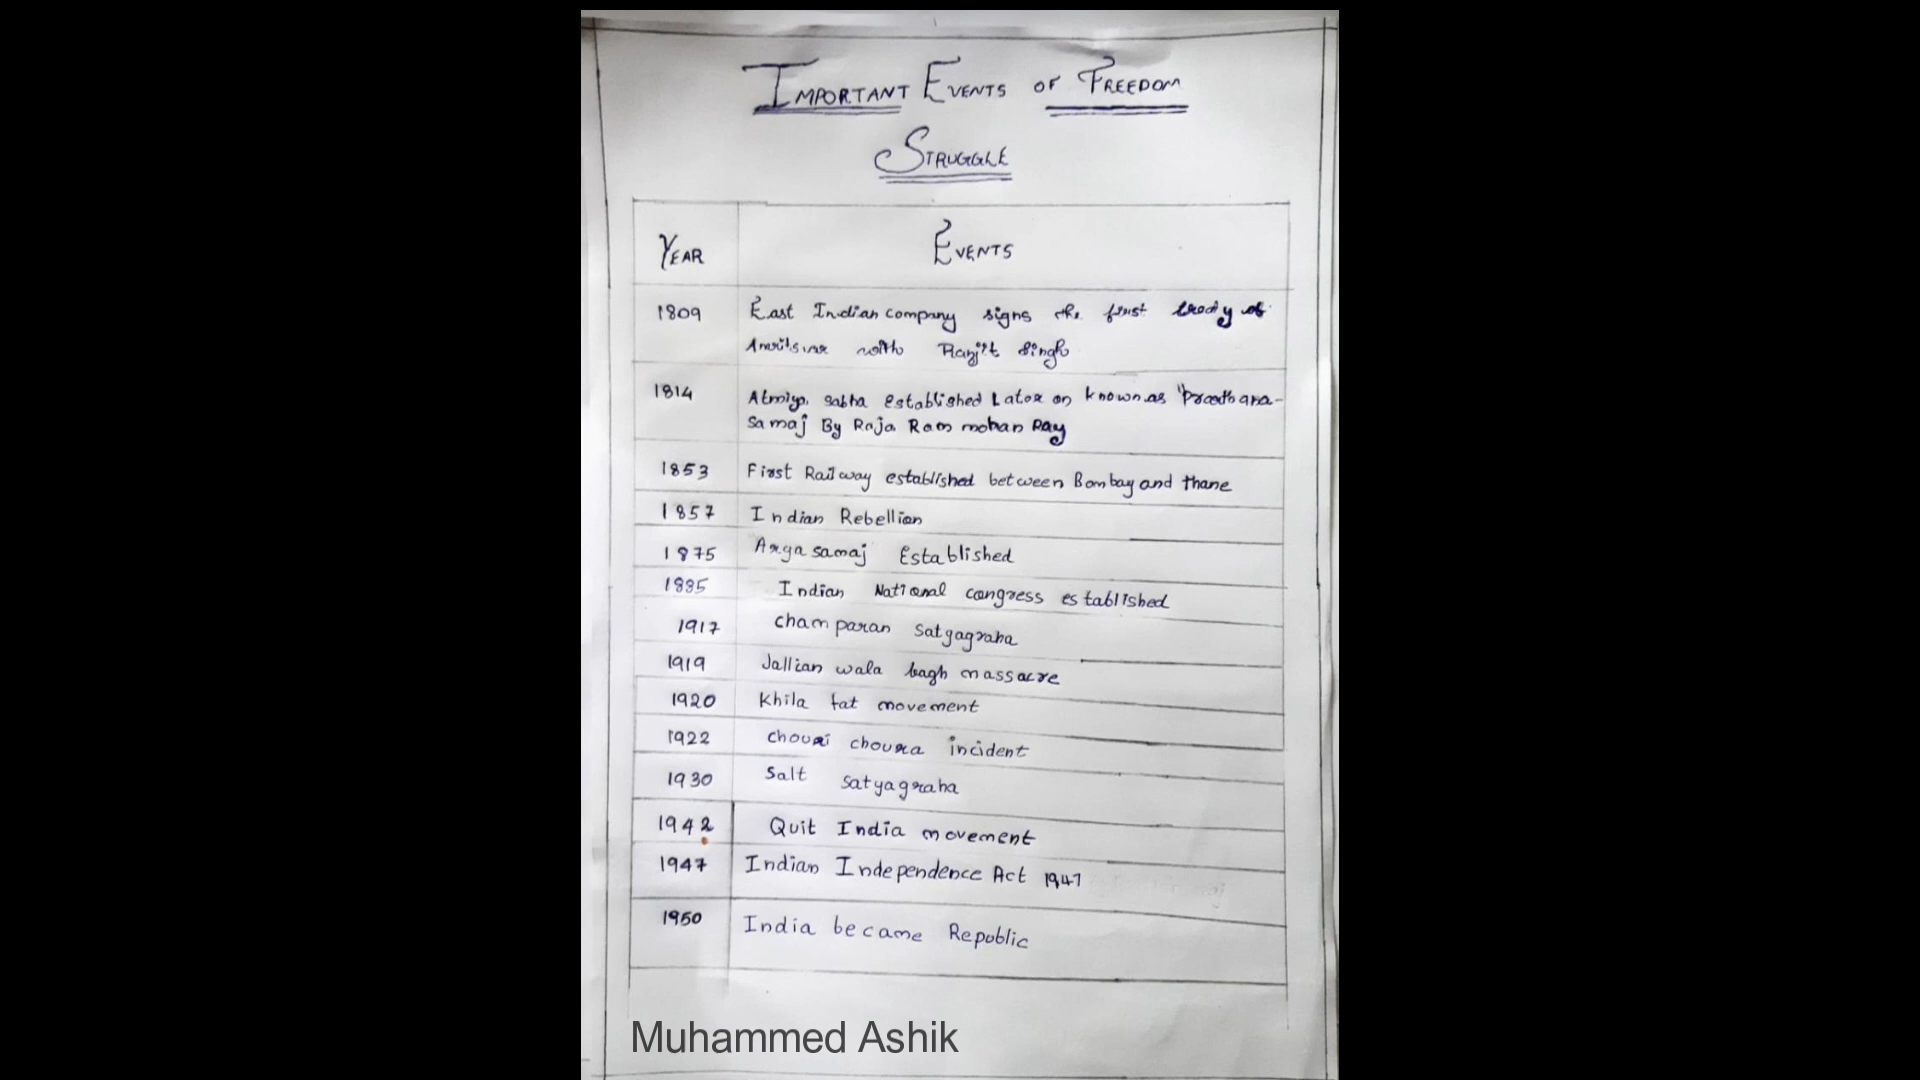 IMPORTANT EVENTS OF FREEDOM
STRUGGLE
YEAR EVENTS
1809 East Indian company signs the first treaty of
Amritsar with Ranjit Singh
1814 Atmiya sabha established Lator on known as "Pradhana-
samaj By Raja Ram mohan Ray
1853 First Railway established between Bombay and thane
1857 Indian Rebellion
1875 Arya samaj Established
1885 Indian National congress established
1917 champaran satyagraha
1919 Jallian wala bagh massacre
1920 Khila fat movement
1922 chouri choura incident
1930 salt satyagraha
1942 Quit India movement
1947 Indian Independence Act 1947
1950 India became Republic
Muhammed Ashik